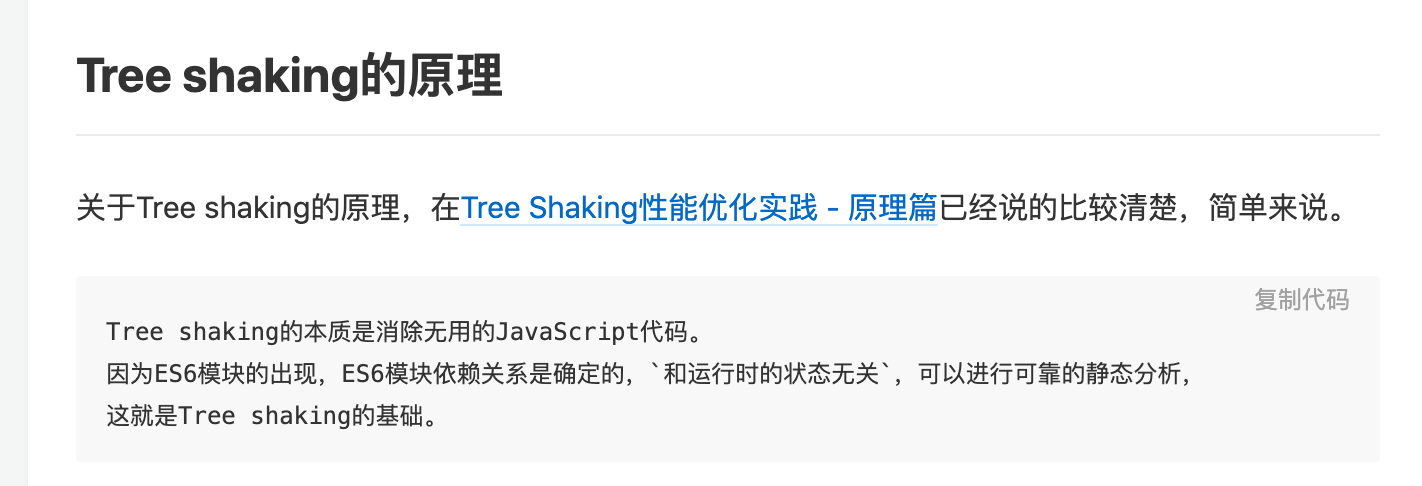 Tree shaking的原理
关于Tree shaking的原理，在Tree Shaking性能优化实践 - 原理篇已经说的比较清楚，简单来说。
复制代码
Tree shaking的本质是消除无用的JavaScript代码。
因为ES6模块的出现，ES6模块依赖关系是确定的，`和运行时的状态无关`，可以进行可靠的静态分析，
这就是Tree shaking的基础。